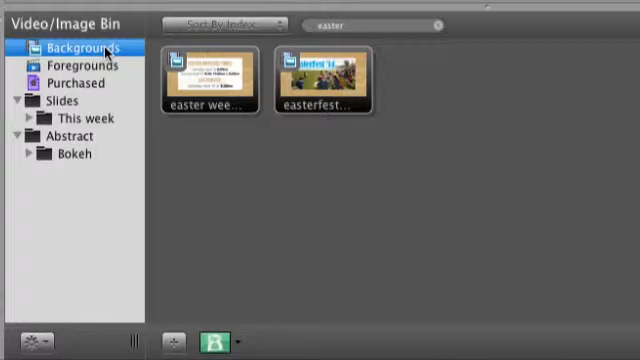 Video/Image Bin
Sort By Index
easter
Backgrounds
Foregrounds
Purchased
Slides
This week
Abstract
Bokeh
easter wee...
easterfest...
B